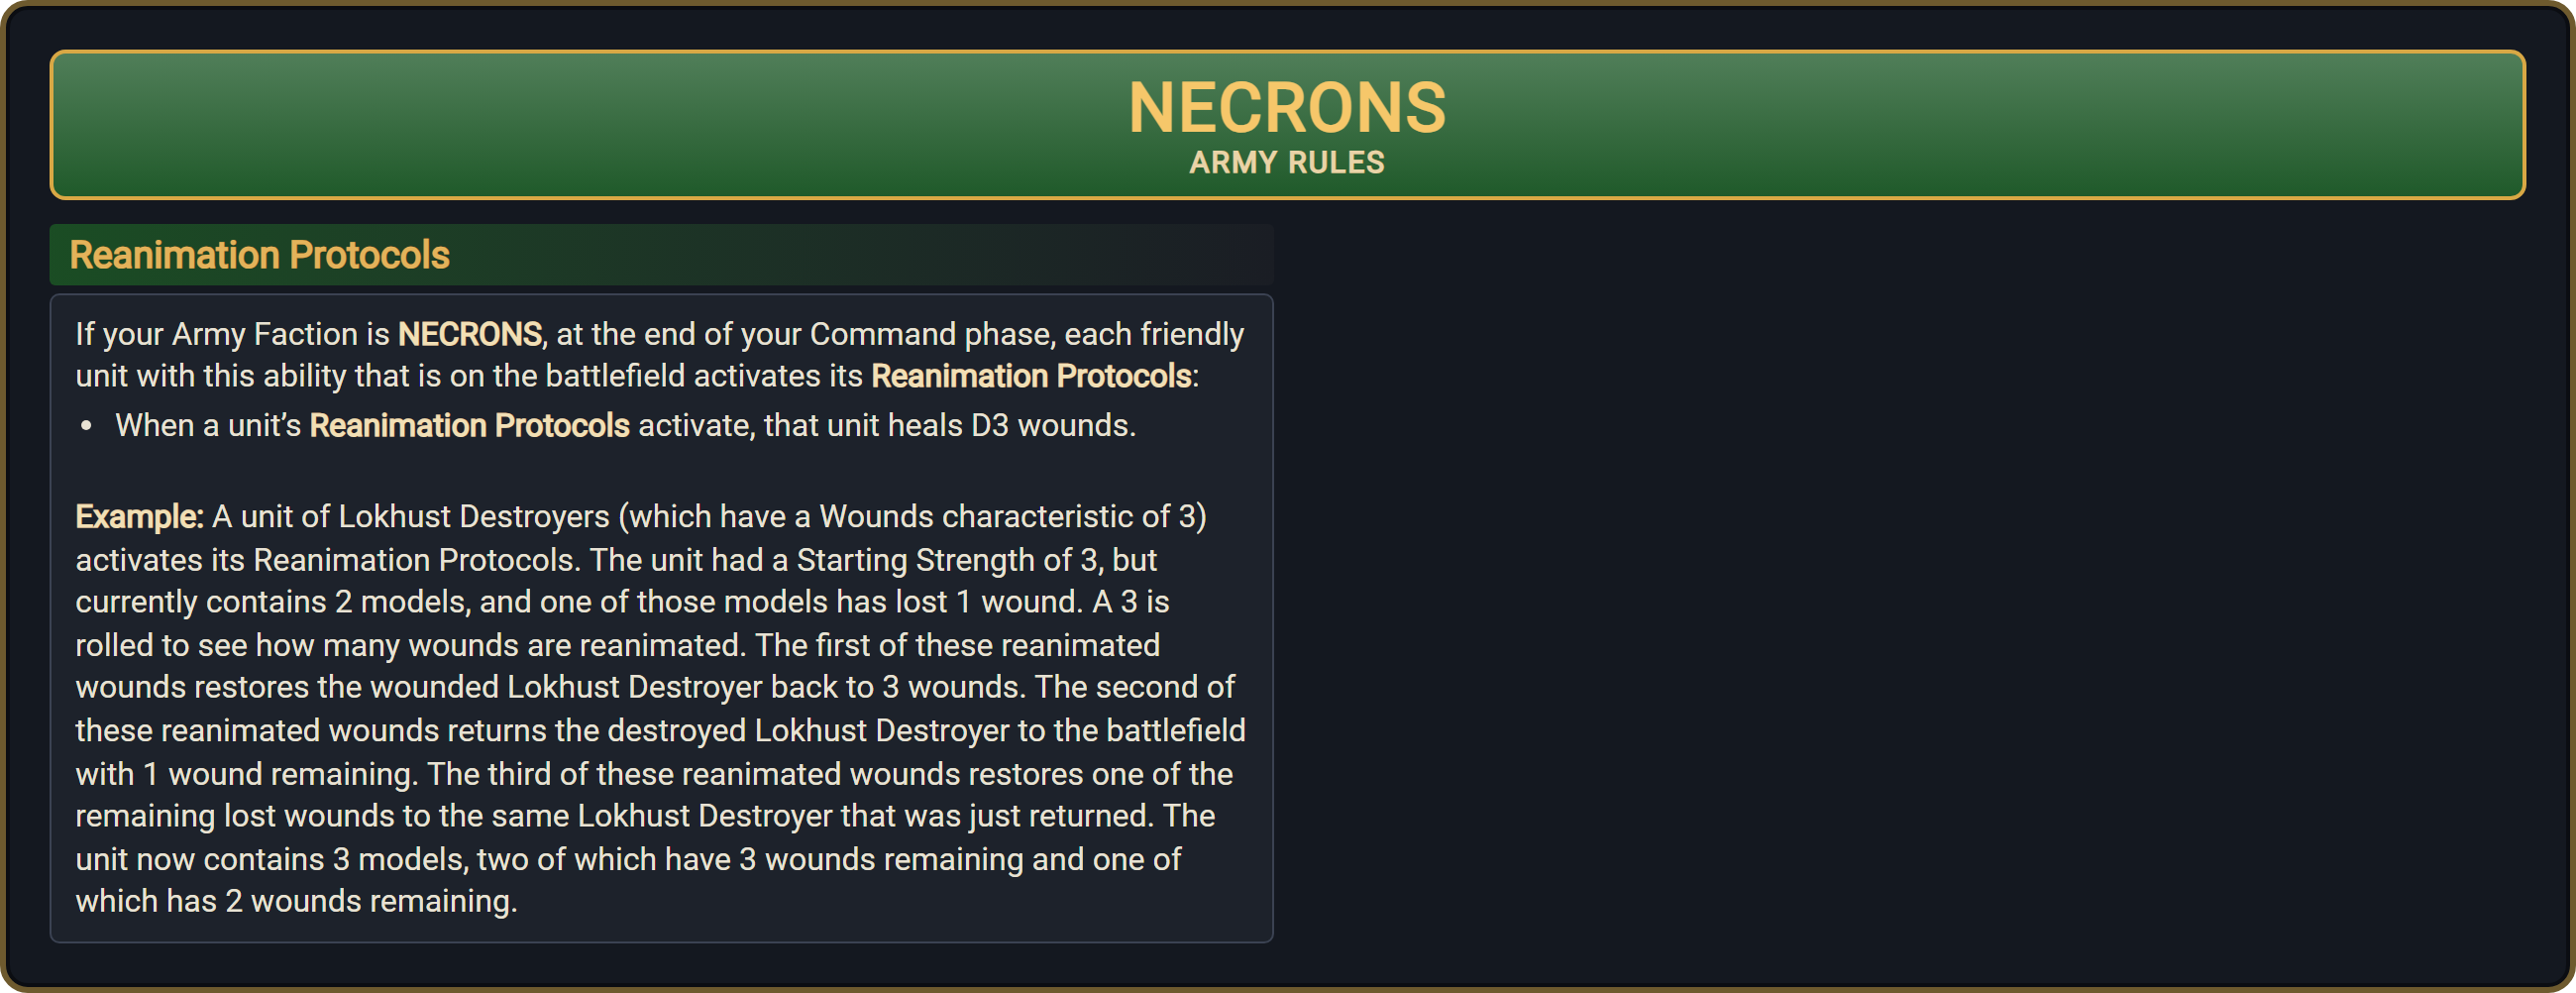 NECRONS
ARMY RULES
Reanimation Protocols
If your Army Faction is NECRONS, at the end of your Command phase, each friendly
unit with this ability that is on the battlefield activates its Reanimation Protocols:
• When a unit’s Reanimation Protocols activate, that unit heals D3 wounds.
Example: A unit of Lokhust Destroyers (which have a Wounds characteristic of 3)
activates its Reanimation Protocols. The unit had a Starting Strength of 3, but
currently contains 2 models, and one of those models has lost 1 wound. A 3 is
rolled to see how many wounds are reanimated. The first of these reanimated
wounds restores the wounded Lokhust Destroyer back to 3 wounds. The second of
these reanimated wounds returns the destroyed Lokhust Destroyer to the battlefield
with 1 wound remaining. The third of these reanimated wounds restores one of the
remaining lost wounds to the same Lokhust Destroyer that was just returned. The
unit now contains 3 models, two of which have 3 wounds remaining and one of
which has 2 wounds remaining.